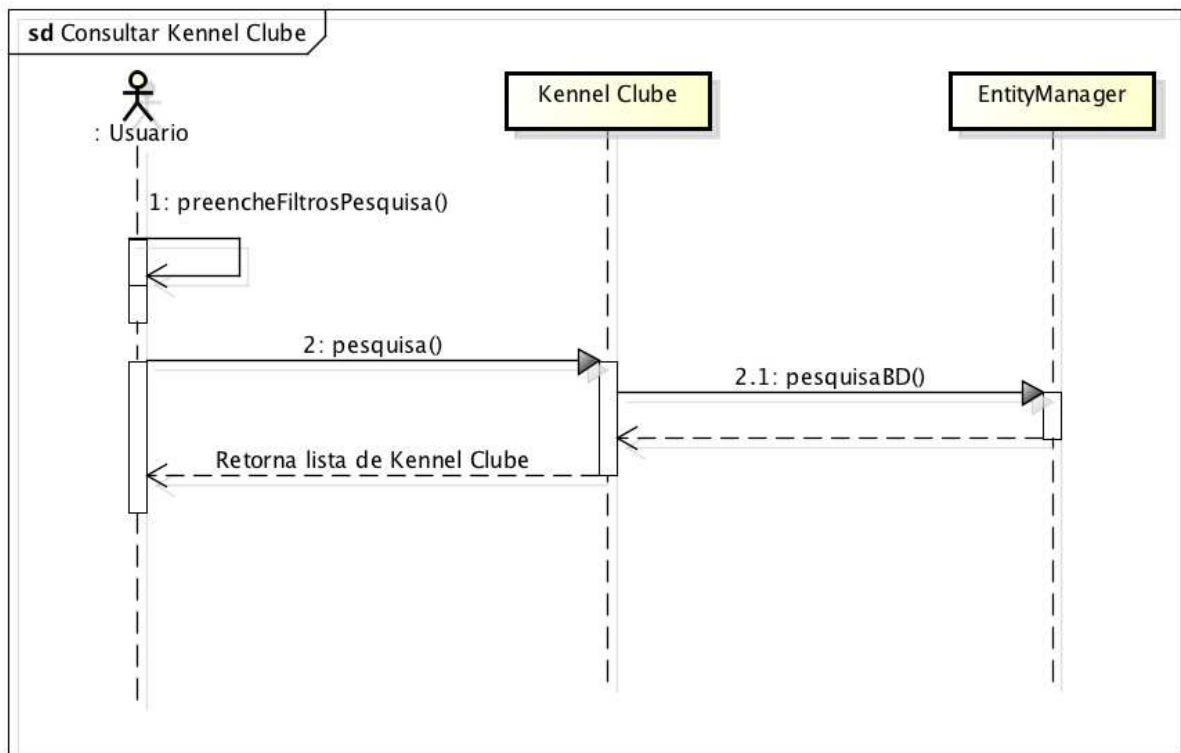 sd Consultar Kennel Clube
: Usuario
Kennel Clube
EntityManager
1: preencheFiltrosPesquisa()
2: pesquisa()
2.1: pesquisaBD()
Retorna lista de Kennel Clube